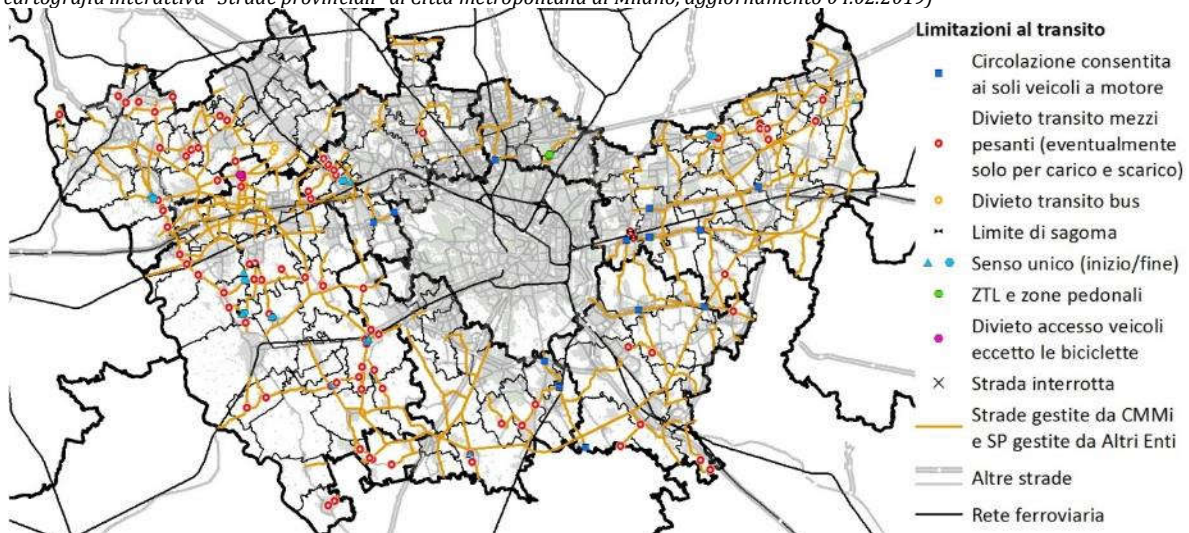 cartografia interattiva "Strade provinciali" di Città metropolitana di Milano, aggiornamento 04.02.2019)
Limitazioni al transito
Circolazione consentita
ai soli veicoli a motore
Divieto transito mezzi
pesanti (eventualmente
solo per carico e scarico)
Divieto transito bus
Limite di sagoma
Senso unico (inizio/fine)
ZTL e zone pedonali
Divieto accesso veicoli
eccetto le biciclette
Strada interrotta
Strade gestite da CMMi
e SP gestite da Altri Enti
Altre strade
Rete ferroviaria